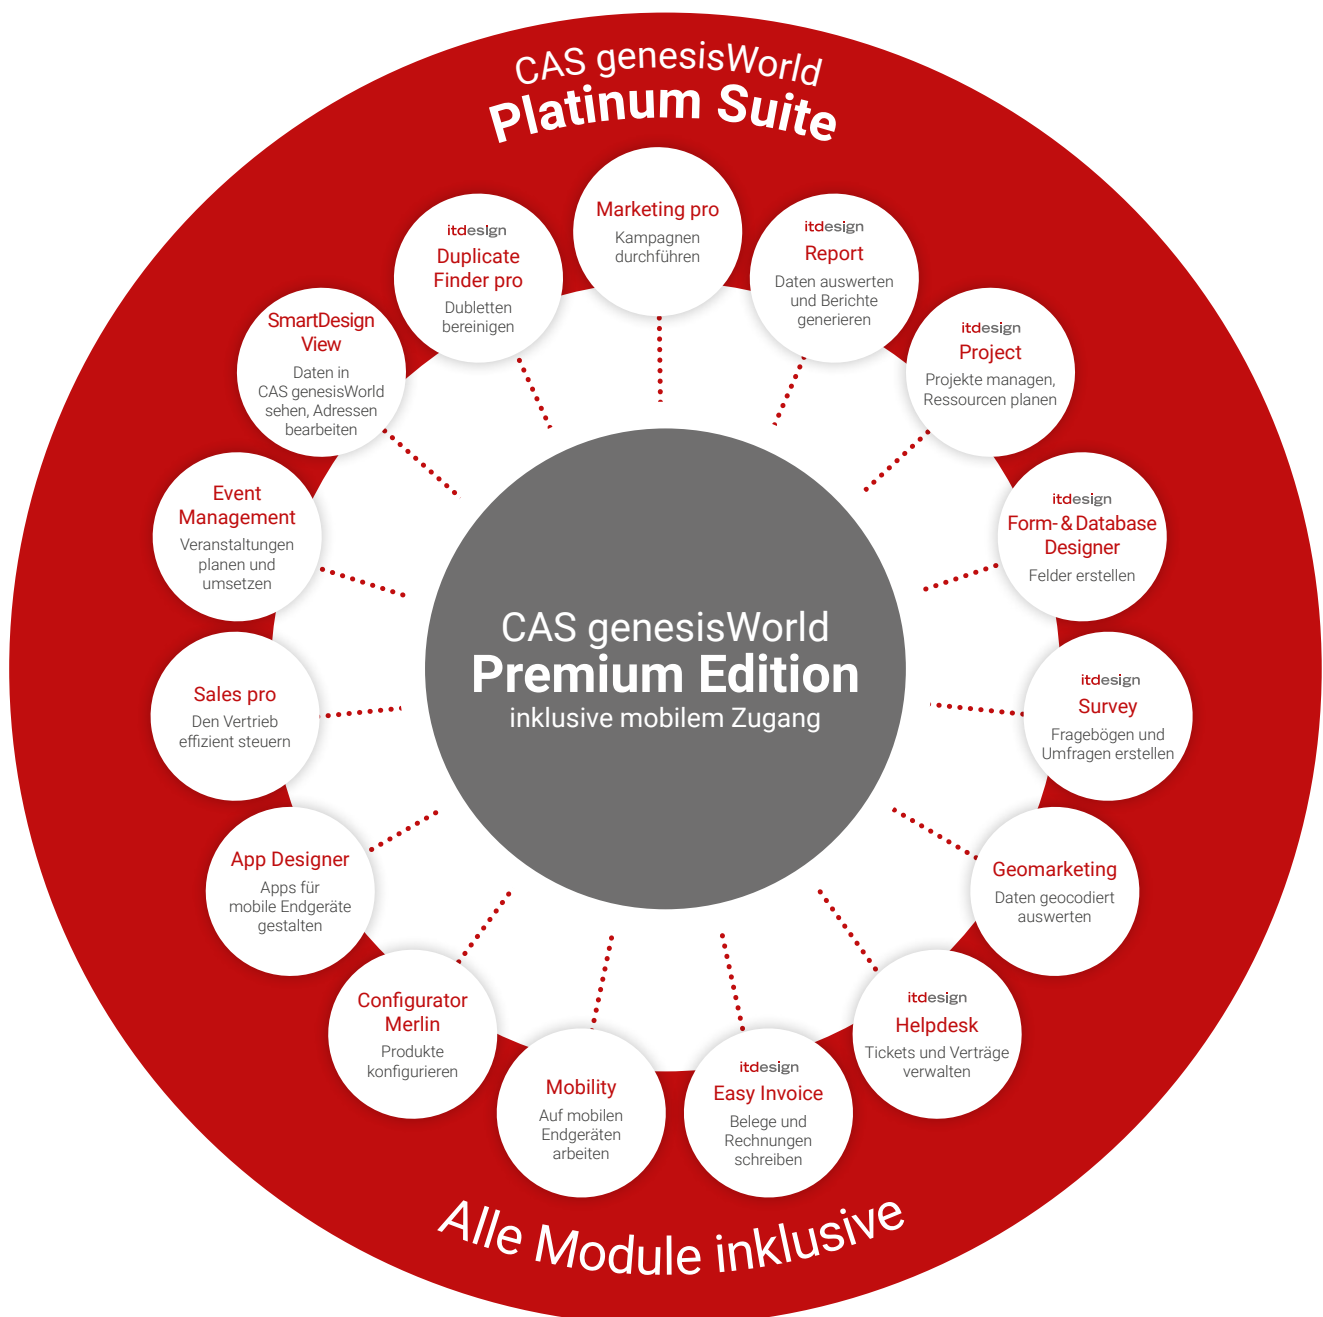 CAS genesisWorld
Platinum Suite
Marketing pro
Kampagnen
durchführen
itdesign
Report
Daten auswerten
und Berichte
generieren
itdesign
Project
Projekte managen,
Ressourcen planen
itdesign
Form- & Database
Designer
Felder erstellen
itdesign
Survey
Fragebögen und
Umfragen erstellen
Geomarketing
Daten geocodiert
auswerten
itdesign
Helpdesk
Tickets und Verträge
verwalten
itdesign
Easy Invoice
Belege und
Rechnungen
schreiben
Mobility
Auf mobilen
Endgeräten
arbeiten
Configurator
Merlin
Produkte
konfigurieren
App Designer
Apps für
mobile Endgeräte
gestalten
Sales pro
Den Vertrieb
effizient steuern
Event
Management
Veranstaltungen
planen und
umsetzen
SmartDesign
View
Daten in
CAS genesisWorld
sehen, Adressen
bearbeiten
itdesign
Duplicate
Finder pro
Dubletten
bereinigen
CAS genesisWorld
Premium Edition
inklusive mobilem Zugang
Alle Module inklusive